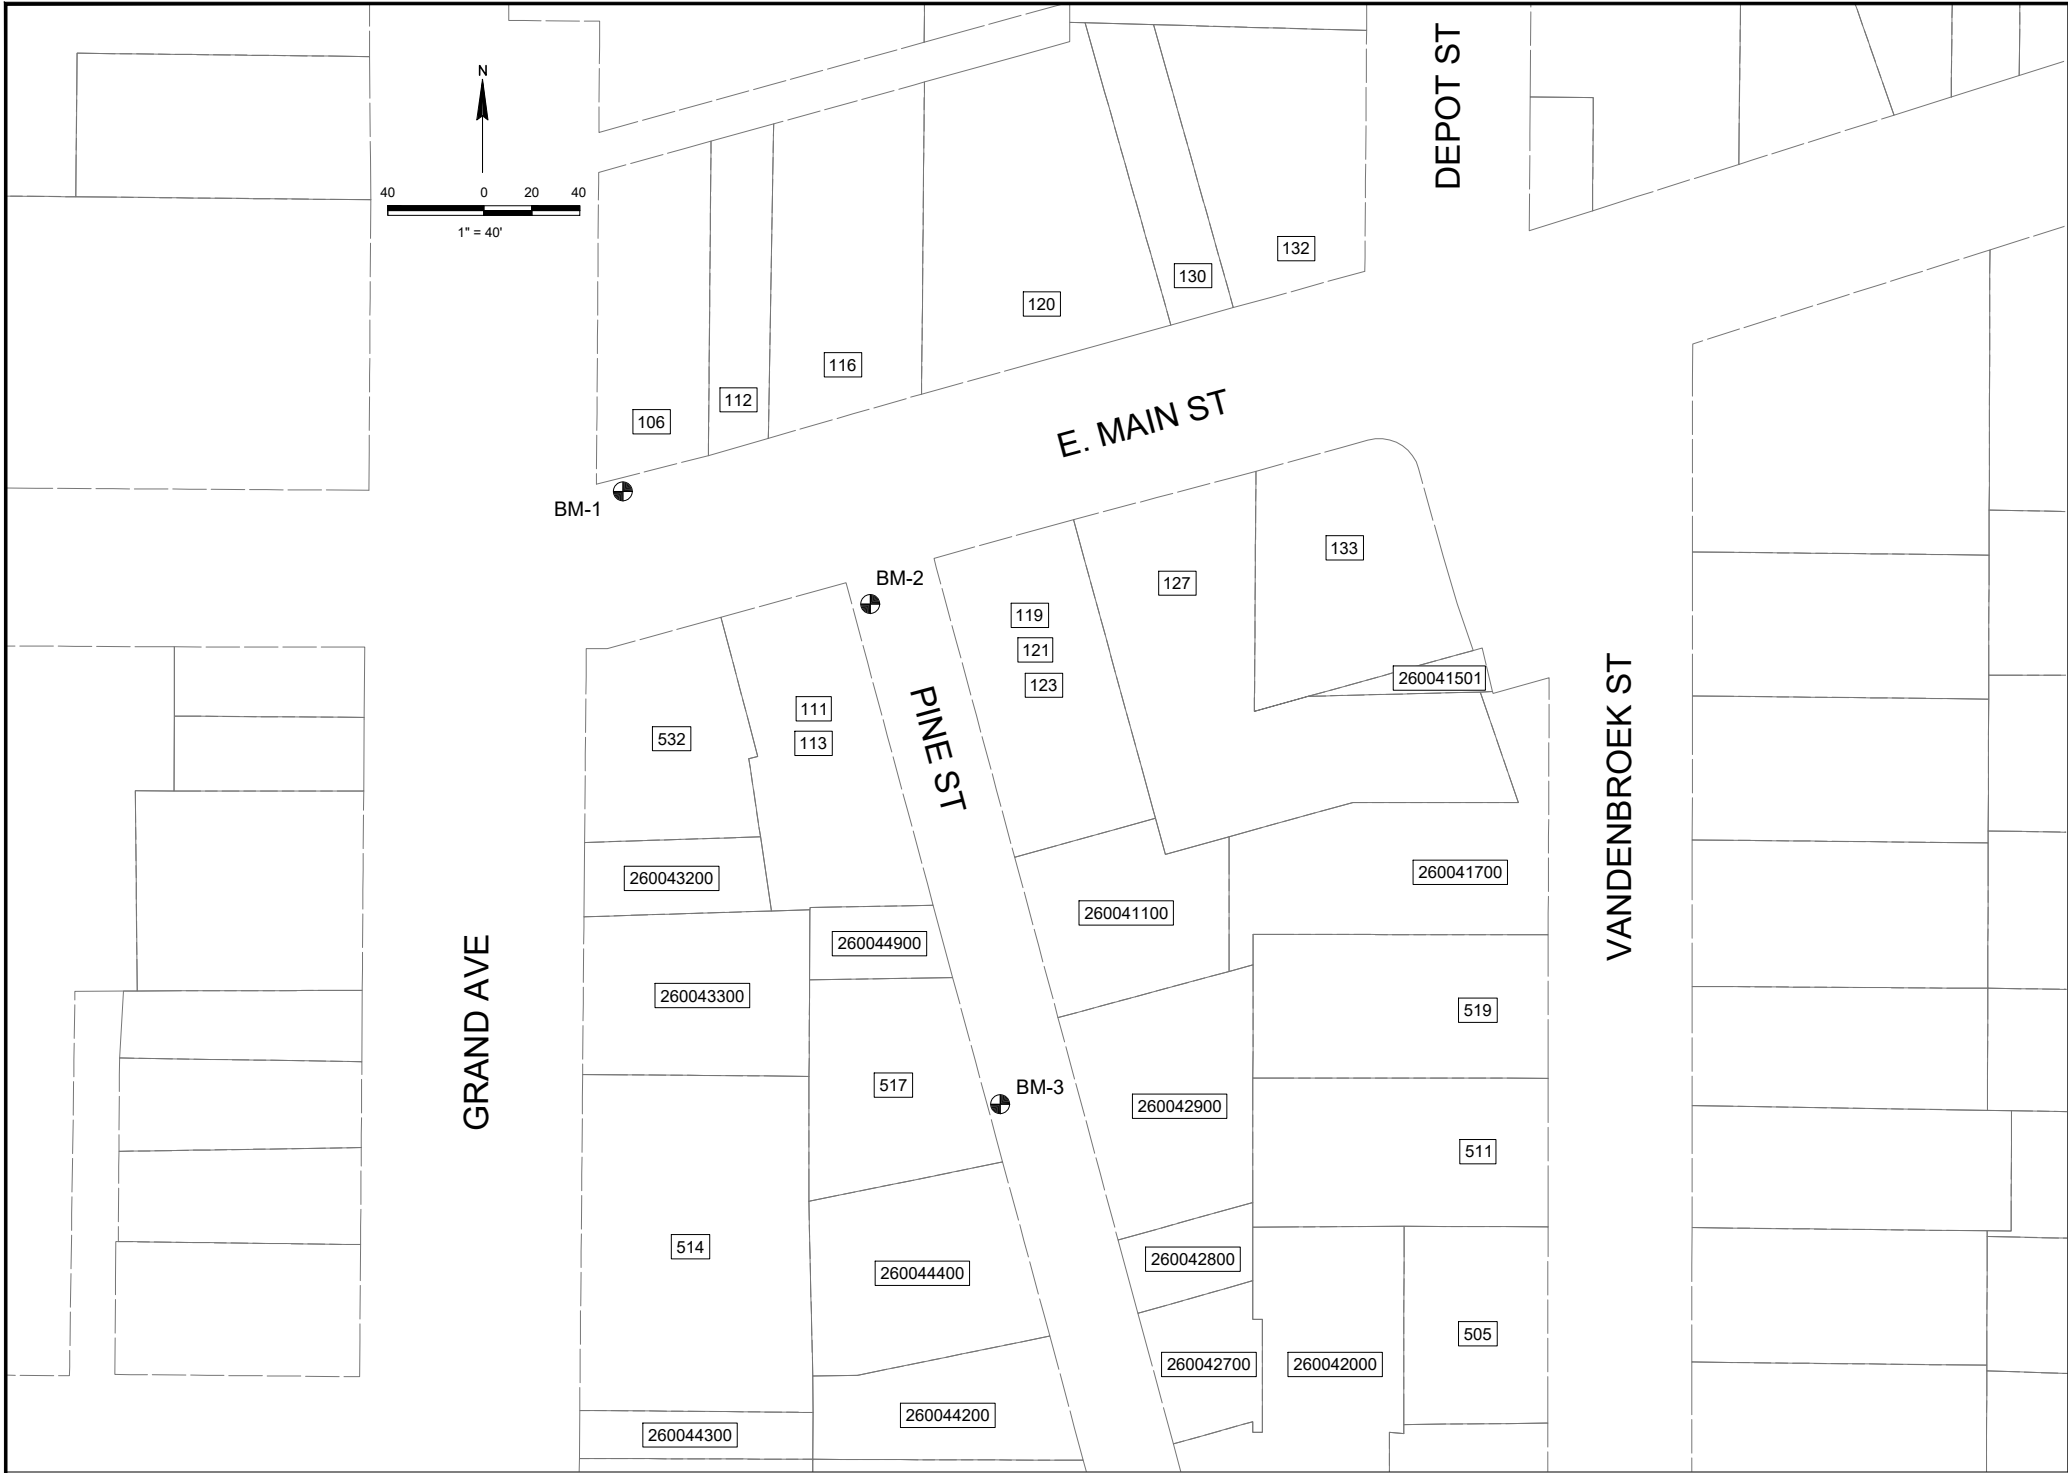 DEPOT ST
N
40 0 20 40
1" = 40'
132
130
120
116
112
106
E. MAIN ST
BM-1
BM-2
133
127
119
121
123
260041501
111
113
532
PINE ST
VANDENBROEK ST
260043200
260041700
260041100
260044900
GRAND AVE
260043300
519
517
BM-3
260042900
511
514
260042800
260044400
505
260042700
260042000
260044200
260044300